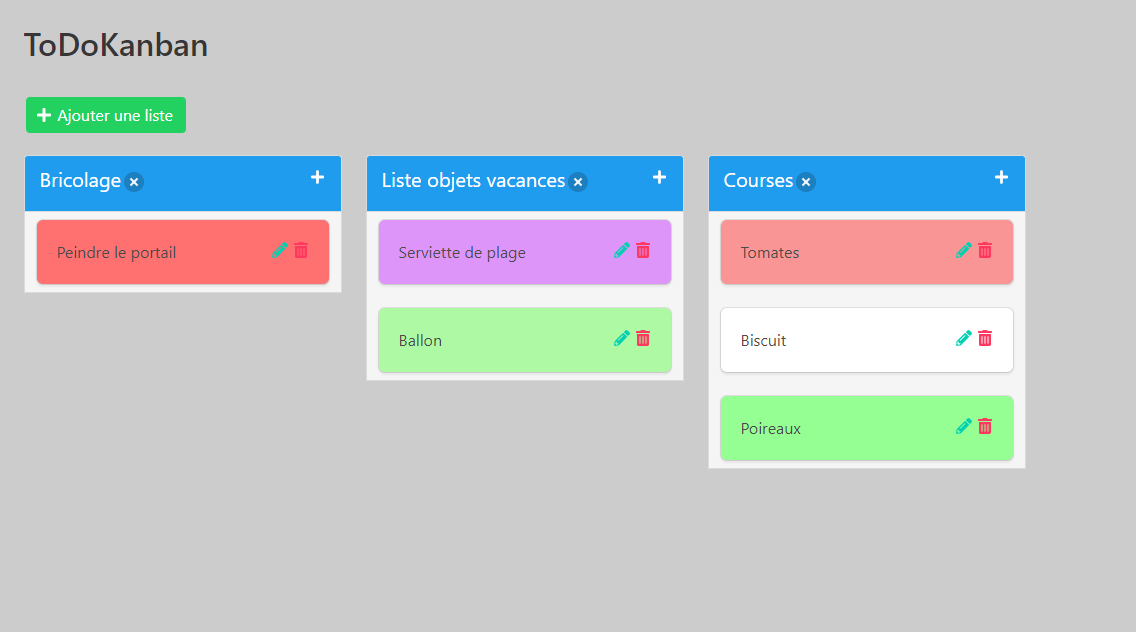 ToDoKanban
Ajouter une liste
Bricolage
Peindre le portail
Liste objets vacances
Serviette de plage
Ballon
Courses
Tomates
Biscuit
Poireaux